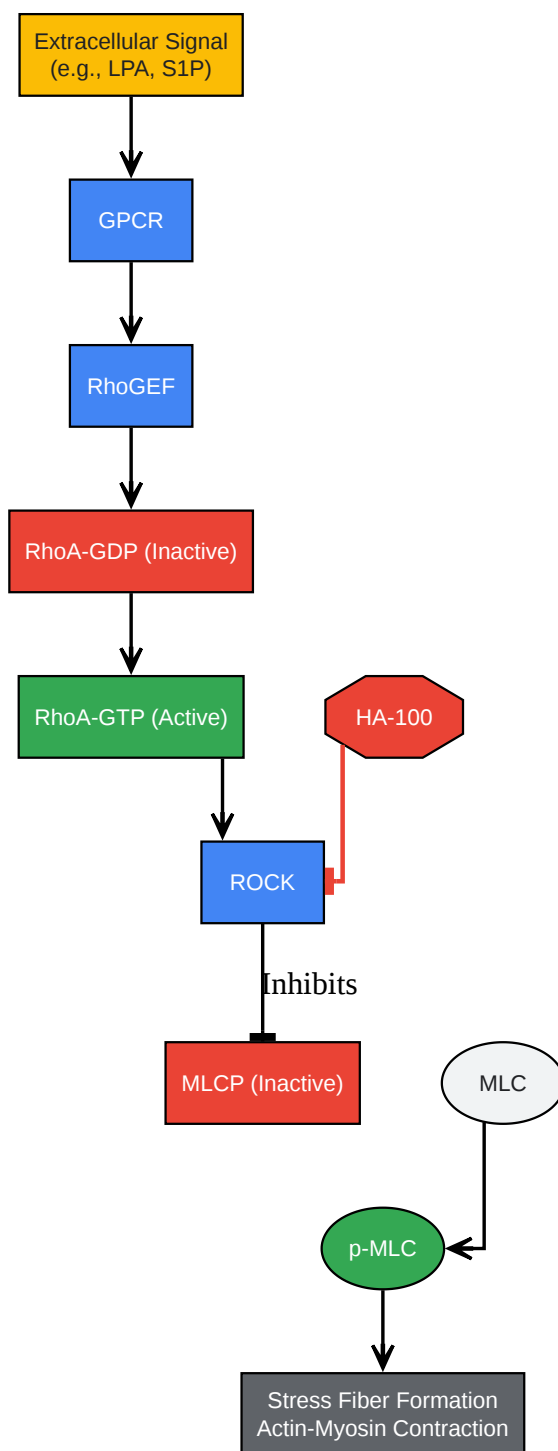 Extracellular Signal
(e.g., LPA, S1P)
GPCR
RhoGEF
RhoA-GDP (Inactive)
RhoA-GTP (Active)
HA-100
ROCK
Inhibits
MLCP (Inactive)
MLC
p-MLC
Stress Fiber Formation
Actin-Myosin Contraction